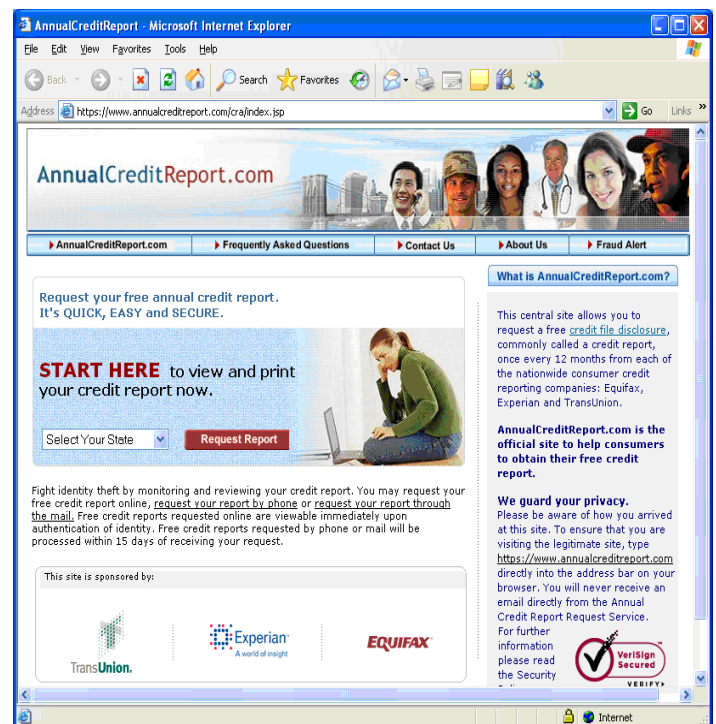 AnnualCreditReport - Microsoft Internet Explorer
File Edit View Favorites Tools Help
Back Search Favorites
Address https://www.annualcreditreport.com/cra/index.jsp Go Links »
AnnualCreditReport.com
AnnualCreditReport.com Frequently Asked Questions Contact Us About Us Fraud Alert
Request your free annual credit report.
It's QUICK, EASY and SECURE.
START HERE to view and print
your credit report now.
Select Your State Request Report
Fight identity theft by monitoring and reviewing your credit report. You may request your
free credit report online, request your report by phone or request your report through
the mail. Free credit reports requested online are viewable immediately upon
authentication of identity. Free credit reports requested by phone or mail will be
processed within 15 days of receiving your request.
This site is sponsored by:
TransUnion.
Experian
A world of insight
EQUIFAX
What is AnnualCreditReport.com?
This central site allows you to
request a free credit file disclosure,
commonly called a credit report,
once every 12 months from each of
the nationwide consumer credit
reporting companies: Equifax,
Experian and TransUnion.
AnnualCreditReport.com is the
official site to help consumers
to obtain their free credit
report.
We guard your privacy.
Please be aware of how you arrived
at this site. To ensure that you are
visiting the legitimate site, type
https://www.annualcreditreport.com
directly into the address bar on your
browser. You will never receive an
email directly from the Annual
Credit Report Request Service.
For further
information
please read
the Security
VeriSign
Secured
VERIFY
Internet